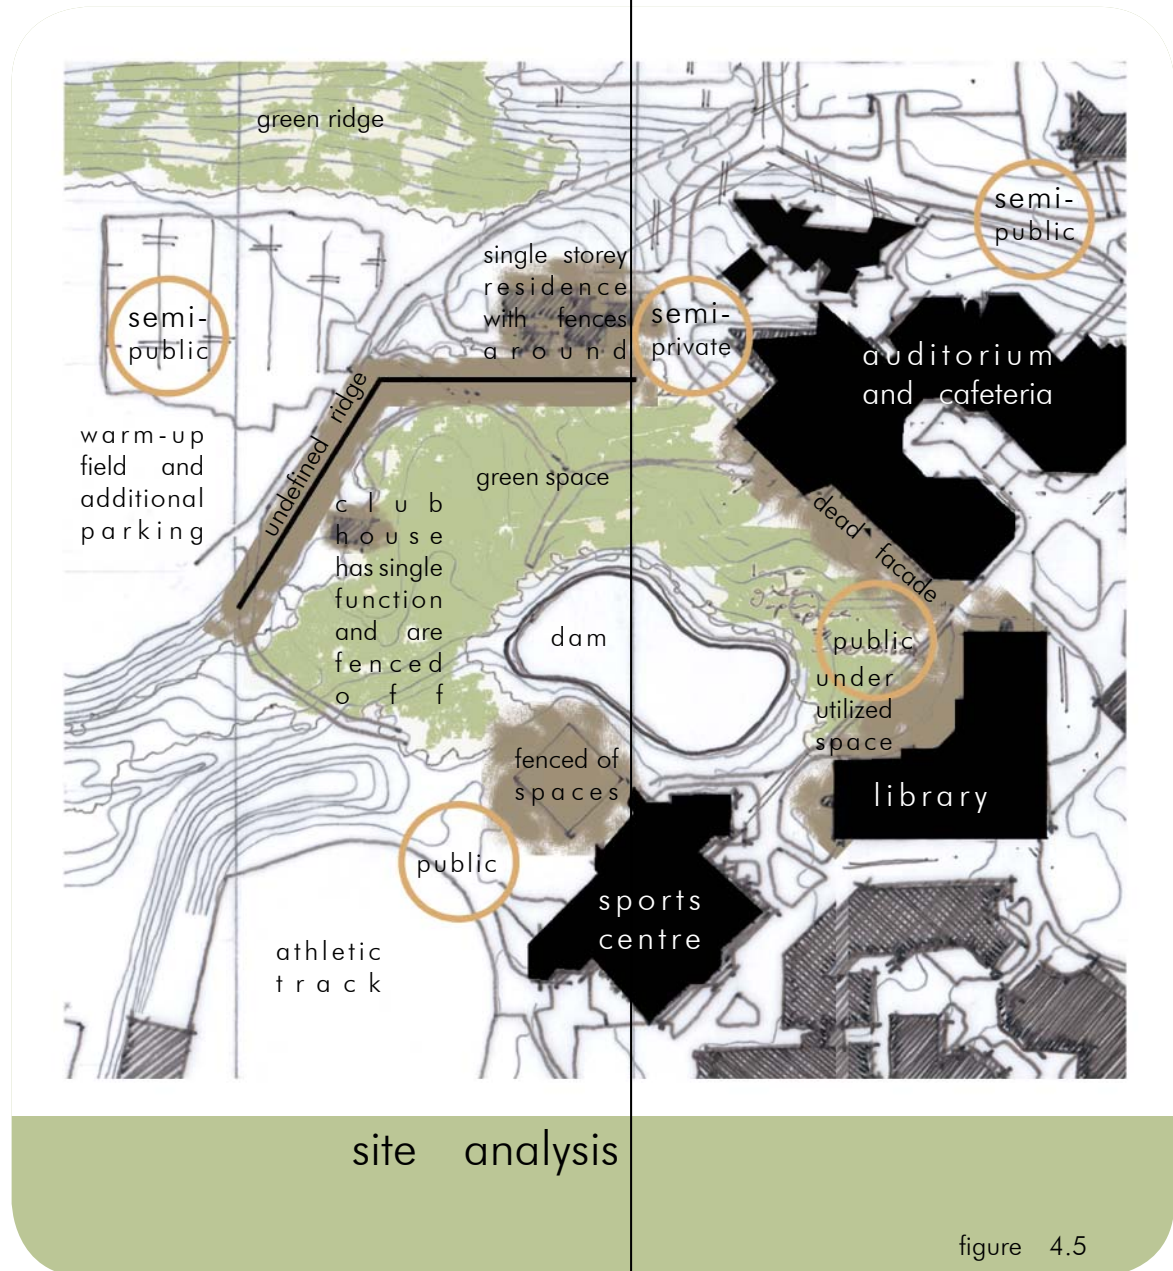 green ridge
semi-
public
single storey
residence
with fences
around
semi-
public
semi-
private
auditorium
and cafeteria
undefined ridge
warm-up
field and
additional
parking
green space
club
house
has single
function
and are
fenced
off
dead facade
dam
public
under
utilized
space
fenced of
spaces
library
public
sports
centre
athletic
track
site analysis
figure 4.5